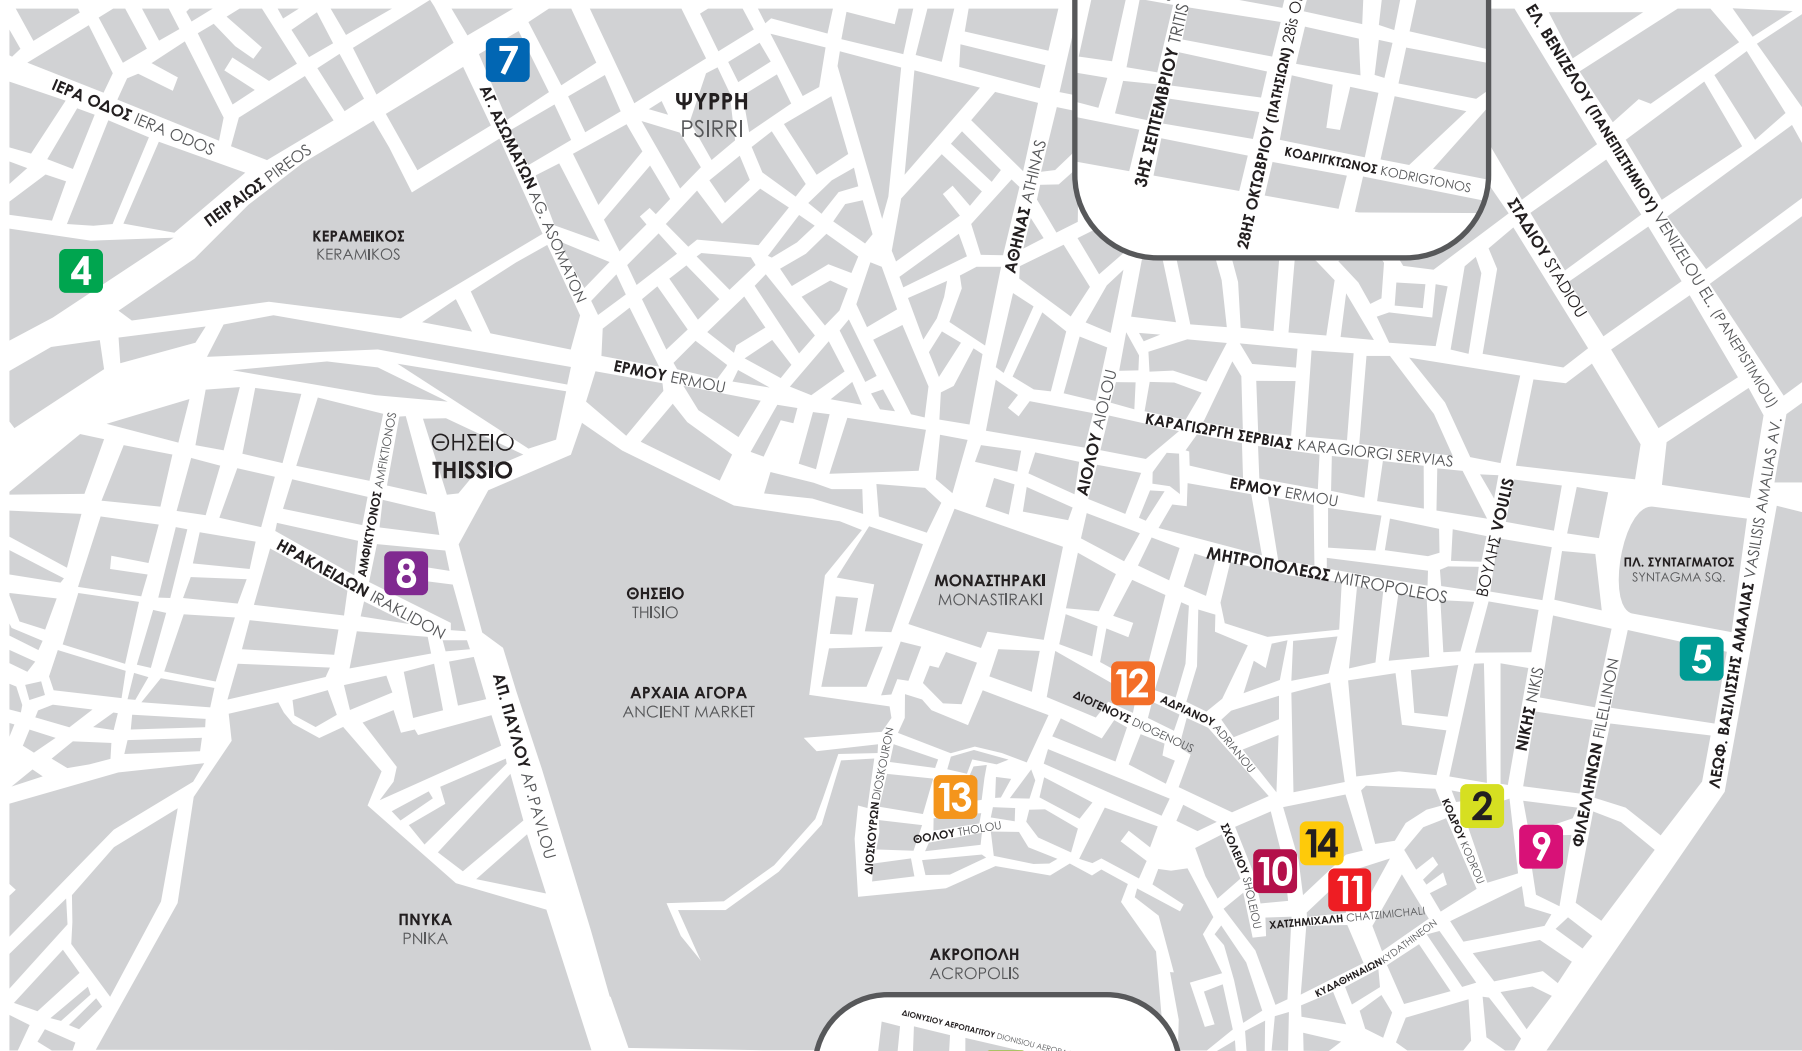 7
ΙΕΡΑ ΟΔΟΣ IERA ODOS
ΑΓ. ΑΣΩΜΑΤΩΝ AG. ASOMATON
ΨΥΡΡΗ
PSIRRI
ΠΕΙΡΑΙΩΣ PIREOS
ΚΕΡΑΜΕΙΚΟΣ
KERAMIKOS
4
ΑΘΗΝΑΣ ATHINAS
3ΗΣ ΣΕΠΤΕΜΒΡΙΟΥ TRITIS
28ΗΣ ΟΚΤΩΒΡΙΟΥ (ΠΑΤΗΣΙΩΝ) 28is
ΚΟΔΡΙΓΚΤΩΝΟΣ KODRIGTONOS
ΕΛ. ΒΕΝΙΖΕΛΟΥ (ΠΑΝΕΠΙΣΤΗΜΙΟΥ) VENIZELOU EL. (PANEPISTIMIOU)
ΣΤΑΔΙΟΥ STADIOU
ΕΡΜΟΥ ERMOU
ΑΙΟΛΟΥ AIOLOU
ΚΑΡΑΓΙΩΡΓΗ ΣΕΡΒΙΑΣ KARAGIORGI SERVIAS
ΕΡΜΟΥ ERMOU
ΜΗΤΡΟΠΟΛΕΩΣ MITROPOLEOS
ΒΟΥΛΗΣ VOULIS
ΠΛ. ΣΥΝΤΑΓΜΑΤΟΣ
SYNTAGMA SQ.
ΛΕΩΦ. ΒΑΣΙΛΙΣΣΗΣ ΑΜΑΛΙΑΣ VASILISIS AMALIAS AV.
5
ΘΗΣΕΙΟ
THISSIO
ΑΜΦΙΚΤΥΟΝΟΣ AMFIKTIONOS
ΗΡΑΚΛΕΙΔΩΝ IRAKLIDON
8
ΘΗΣΕΙΟ
THISIO
ΜΟΝΑΣΤΗΡΑΚΙ
MONASTIRAKI
ΑΡΧΑΙΑ ΑΓΟΡΑ
ANCIENT MARKET
ΑΠ. ΠΑΥΛΟΥ AP.PAVLOU
12
ΔΙΟΓΕΝΟΥΣ DIOGENOUS
ΑΔΡΙΑΝΟΥ ADRIANOU
ΝΙΚΗΣ NIKIS
ΦΙΛΕΛΛΗΝΩΝ FILELLINON
ΔΙΟΣΚΟΥΡΩΝ DIOSKOURON
13
ΘΟΛΟΥ THOLOU
2
ΚΟΔΡΟΥ KODROU
9
ΣΧΟΛΕΙΟΥ SHOLEIOU
14
10
11
ΧΑΤΖΗΜΙΧΑΛΗ CHATZIMICHALI
ΚΥΔΑΘΗΝΑΙΩΝ KYDATHINEON
ΠΝΥΚΑ
PNIKA
ΑΚΡΟΠΟΛΗ
ACROPOLIS
ΔΙΟΝΥΣΙΟΥ ΑΕΡΟΠΑΓΙΤΟΥ DIONISIOU